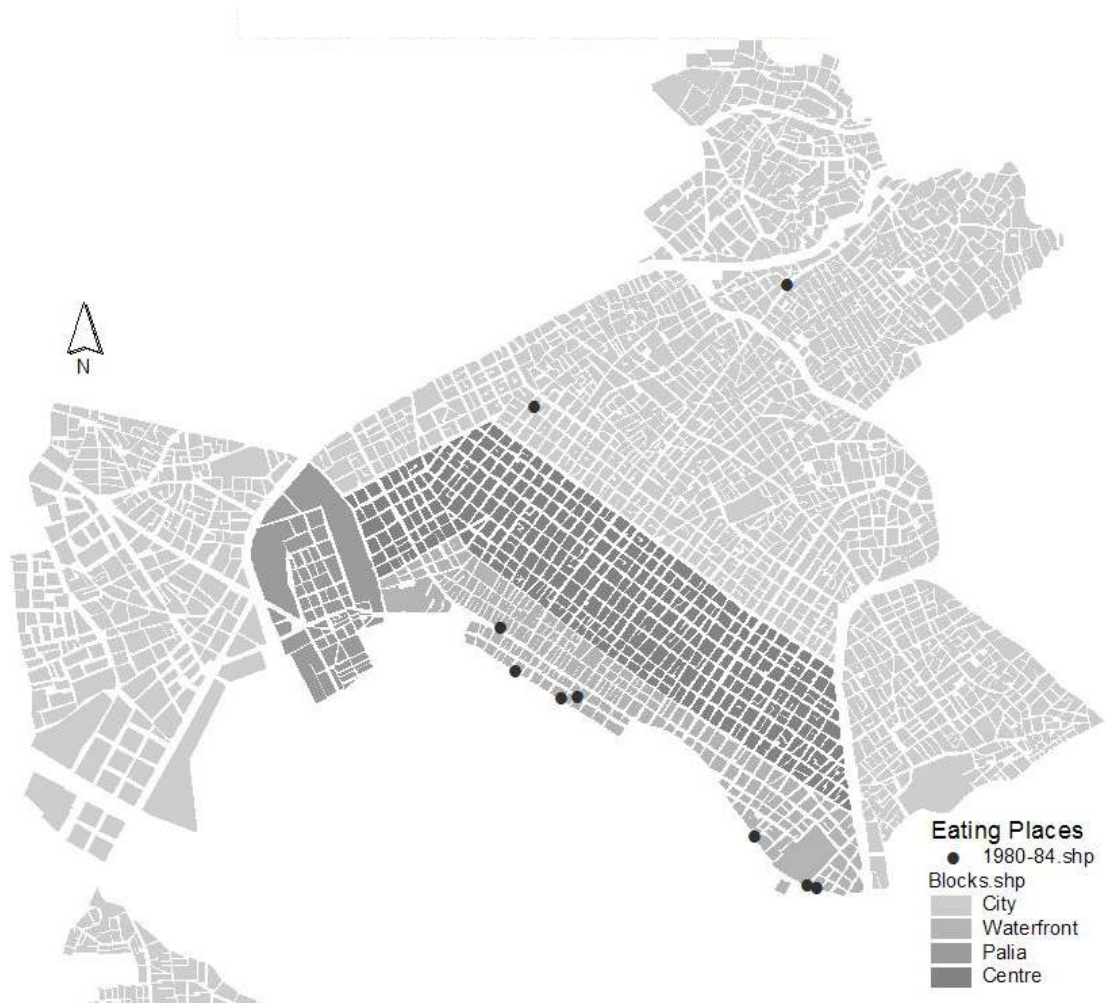 N
Eating Places
1980-84.shp
Blocks.shp
City
Waterfront
Palia
Centre